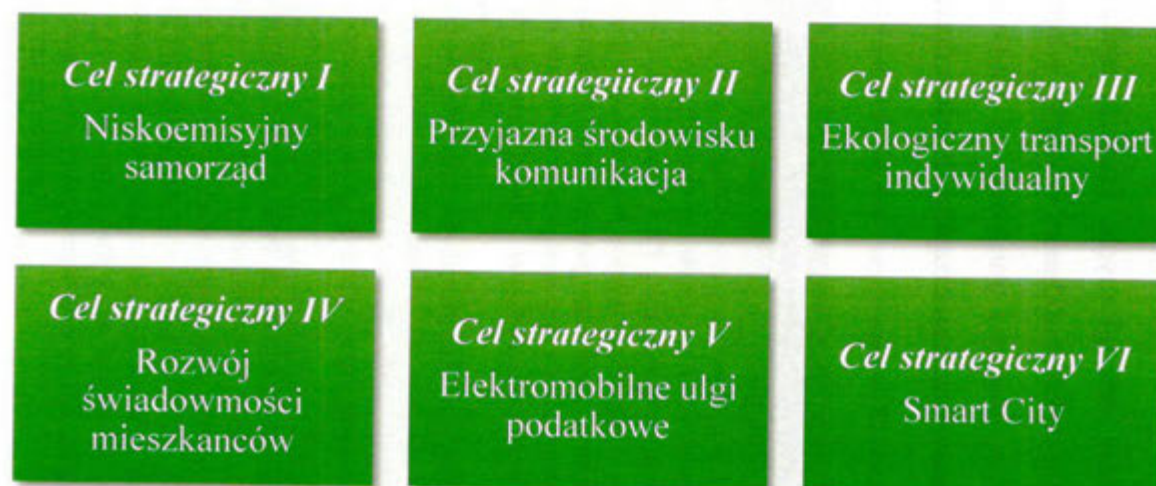 Cel strategiczny I
Niskoemisyjny
samorząd
Cel strategiiczny II
Przyjazna środowisku
komunikacja
Cel strategiczny III
Ekologiczny transport
indywidualny
Cel strategiczny IV
Rozwój
świadowmości
mieszkanców
Cel strategiczny V
Elektromobilne ulgi
podatkowe
Cel strategiczny VI
Smart City